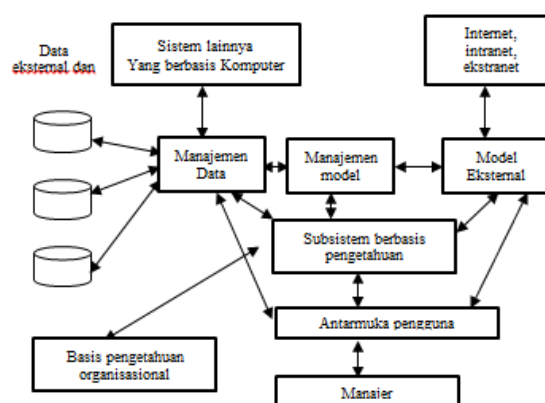 Data
eksternal dan
Sistem lainnya
Yang berbasis Komputer
Internet,
intranet,
ekstranet
Manajemen
Data
Manajemen
model
Model
Eksternal
Subsistem berbasis
pengetahuan
Antarmuka pengguna
Basis pengetahuan
organisasional
Manajer